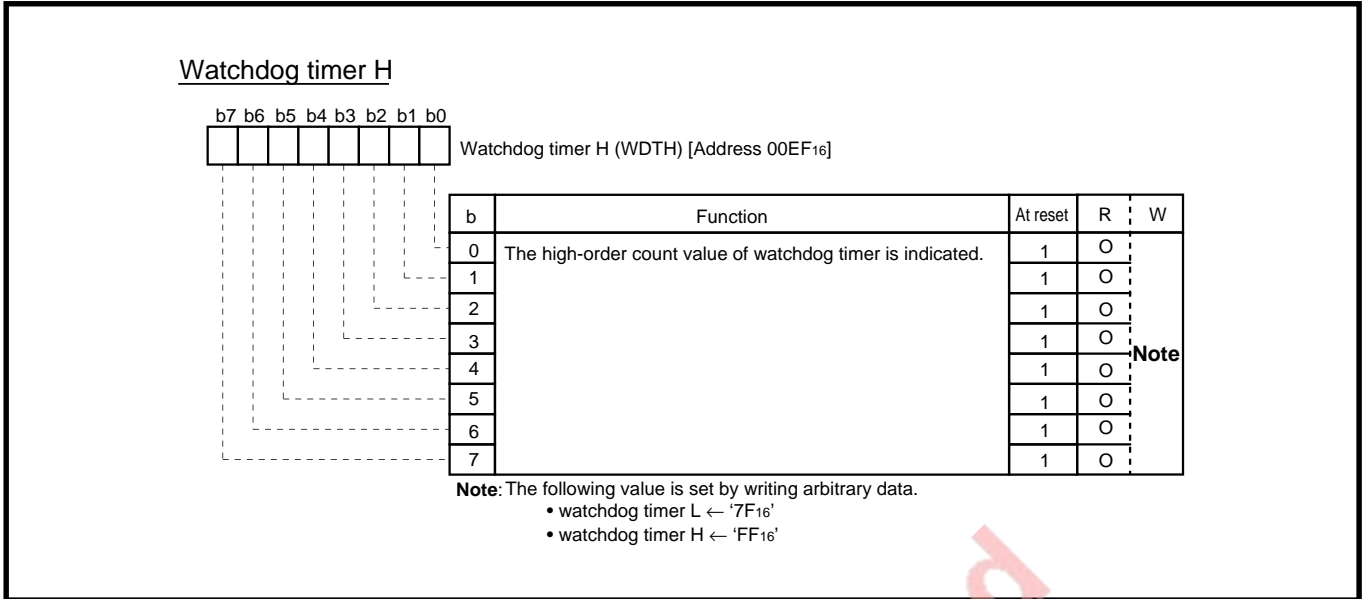 Watchdog timer H
b7 b6 b5 b4 b3 b2 b1 b0
Watchdog timer H (WDTH) [Address 00EF16]
b Function At reset R W
0 The high-order count value of watchdog timer is indicated. 1 O
1 1 O
2 1 O
3 1 O
Note
4 1 O
5 1 O
6 1 O
7 1 O
Note: The following value is set by writing arbitrary data.
• watchdog timer L ← ‘7F16’
• watchdog timer H ← ‘FF16’